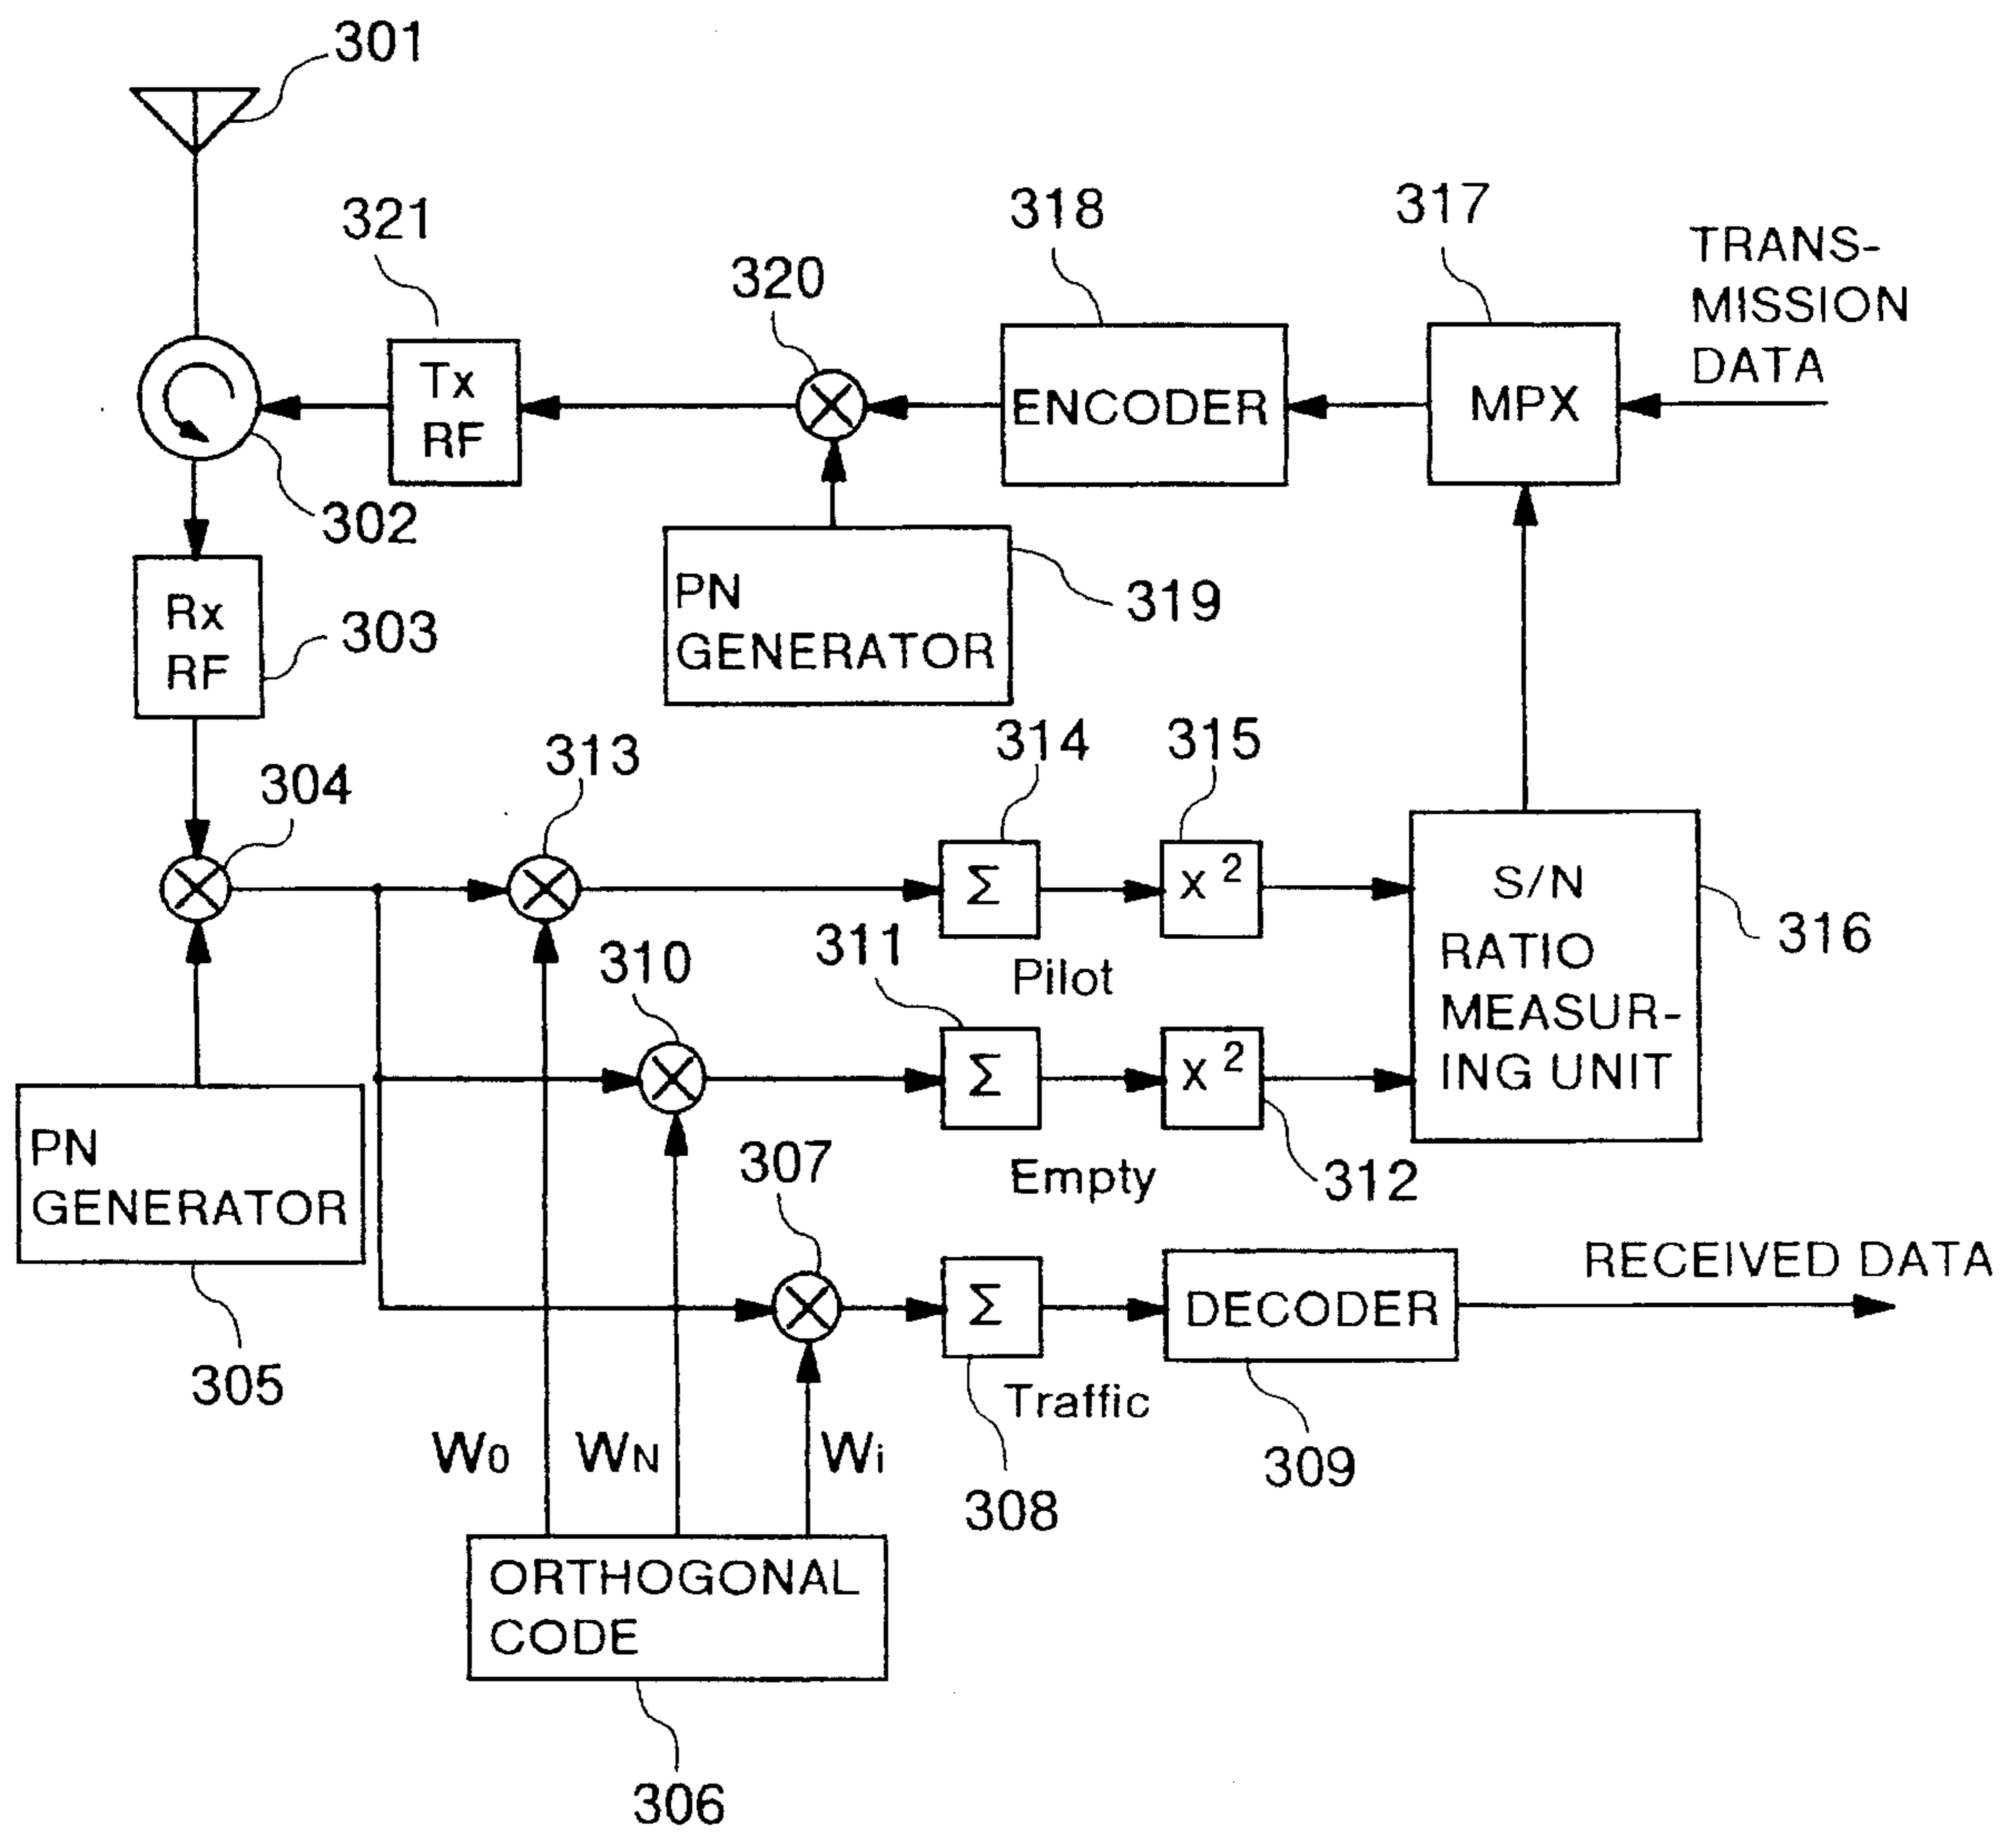 301
317
318
321
TRANS-
MISSION
DATA
320
Tx
RF
ENCODER
MPX
302
PN
GENERATOR
319
Rx
RF
303
314
315
313
304
Σ
x²
S/N
RATIO
MEASUR-
ING UNIT
316
311
310
Pilot
Σ
x²
PN
GENERATOR
307
Empty
312
RECEIVED DATA
Σ
DECODER
305
Traffic
W0
WN
Wi
309
308
ORTHOGONAL
CODE
306